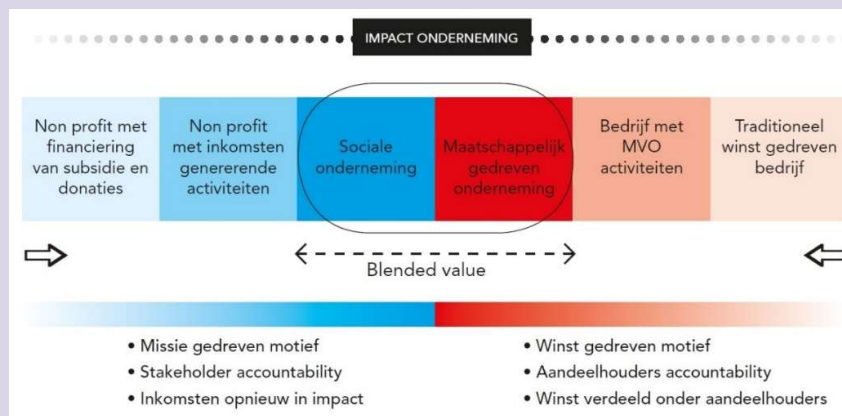 IMPACT ONDERNEMING
Non profit met
financiering
van subsidie en
donaties
Non profit
met inkomsten
genererende
activiteiten
Sociale
onderneming
Maatschappelijk
gedreven
onderneming
Bedrijf met
MVO
activiteiten
Traditioneel
winst gedreven
bedrijf
Blended value
• Missie gedreven motief
• Stakeholder accountability
• Inkomsten opnieuw in impact
• Winst gedreven motief
• Aandeelhouders accountability
• Winst verdeeld onder aandeelhouders